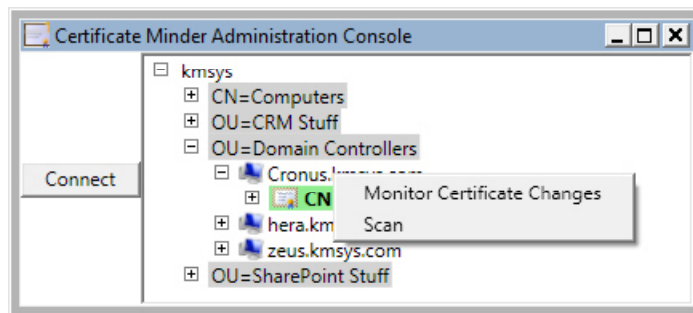 Certificate Minder Administration Console
kmsys
CN=Computers
OU=CRM Stuff
OU=Domain Controllers
Connect
Monitor Certificate Changes
CN
Scan
zeus.kmsys.com
OU=SharePoint Stuff